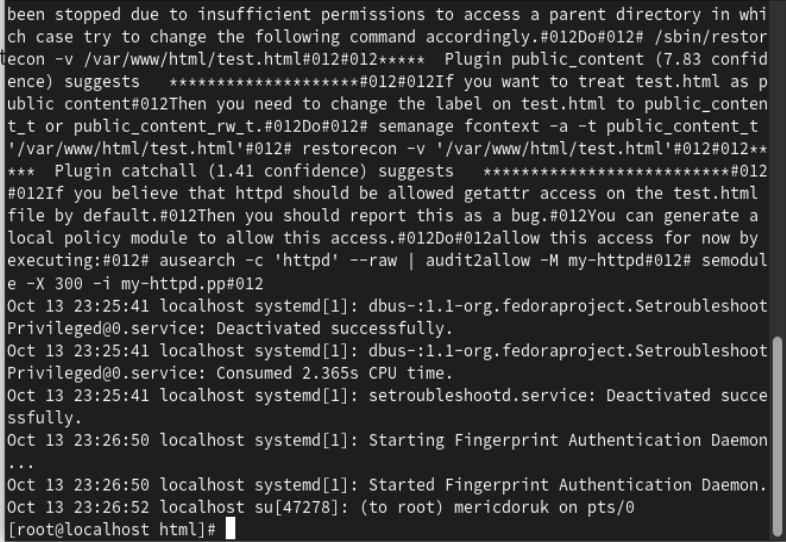 been stopped due to insufficient permissions to access a parent directory in whi
ch case try to change the following command accordingly.#012Do#012# /sbin/restor
econ -v /var/www/html/test.html#012#012*****  Plugin public_content (7.83 confid
ence) suggests   ********************#012#012If you want to treat test.html as p
ublic content#012Then you need to change the label on test.html to public_conten
t_t or public_content_rw_t.#012Do#012# semanage fcontext -a -t public_content_t
'/var/www/html/test.html'#012# restorecon -v '/var/www/html/test.html'#012#012**
***  Plugin catchall (1.41 confidence) suggests   **************************#012
#012If you believe that httpd should be allowed getattr access on the test.html
file by default.#012Then you should report this as a bug.#012You can generate a
local policy module to allow this access.#012Do#012allow this access for now by
executing:#012# ausearch -c 'httpd' --raw | audit2allow -M my-httpd#012# semodul
e -X 300 -i my-httpd.pp#012
Oct 13 23:25:41 localhost systemd[1]: dbus-:1.1-org.fedoraproject.Setroubleshoot
Privileged@0.service: Deactivated successfully.
Oct 13 23:25:41 localhost systemd[1]: dbus-:1.1-org.fedoraproject.Setroubleshoot
Privileged@0.service: Consumed 2.365s CPU time.
Oct 13 23:25:41 localhost systemd[1]: setroubleshootd.service: Deactivated succe
ssfully.
Oct 13 23:26:50 localhost systemd[1]: Starting Fingerprint Authentication Daemon
...
Oct 13 23:26:50 localhost systemd[1]: Started Fingerprint Authentication Daemon.
Oct 13 23:26:52 localhost su[47278]: (to root) mericdoruk on pts/0
[root@localhost html]#